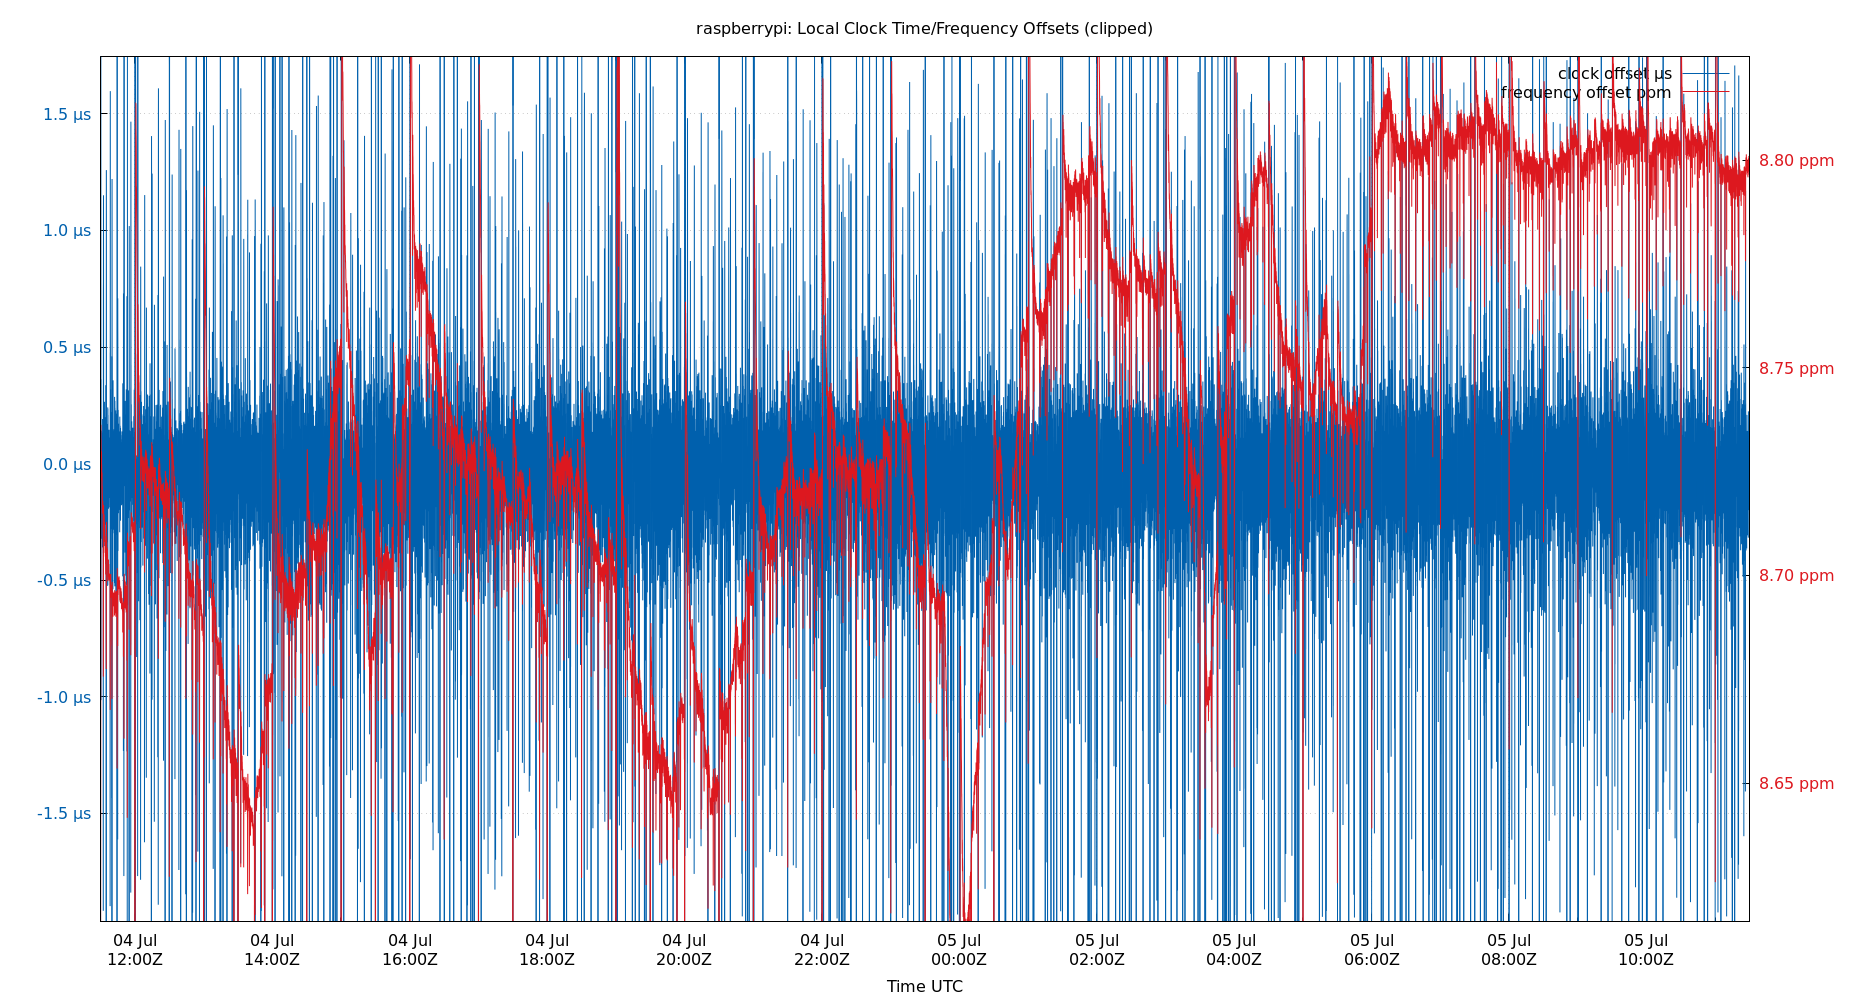 raspberrypi: Local Clock Time/Frequency Offsets (clipped)
clock offset µs
frequency offset ppm
1.5 µs
1.0 µs
0.5 µs
0.0 µs
-0.5 µs
-1.0 µs
-1.5 µs
8.80 ppm
8.75 ppm
8.70 ppm
8.65 ppm
04 Jul 04 Jul 04 Jul 04 Jul 04 Jul 04 Jul 05 Jul 05 Jul 05 Jul 05 Jul 05 Jul 05 Jul
12:00Z 14:00Z 16:00Z 18:00Z 20:00Z 22:00Z 00:00Z 02:00Z 04:00Z 06:00Z 08:00Z 10:00Z
Time UTC